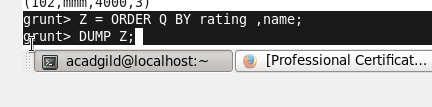 (102,mmm,4000,3)
grunt> Z = ORDER Q BY rating ,name;
grunt> DUMP Z;
acadgild@localhost:~ [Professional Certificat...